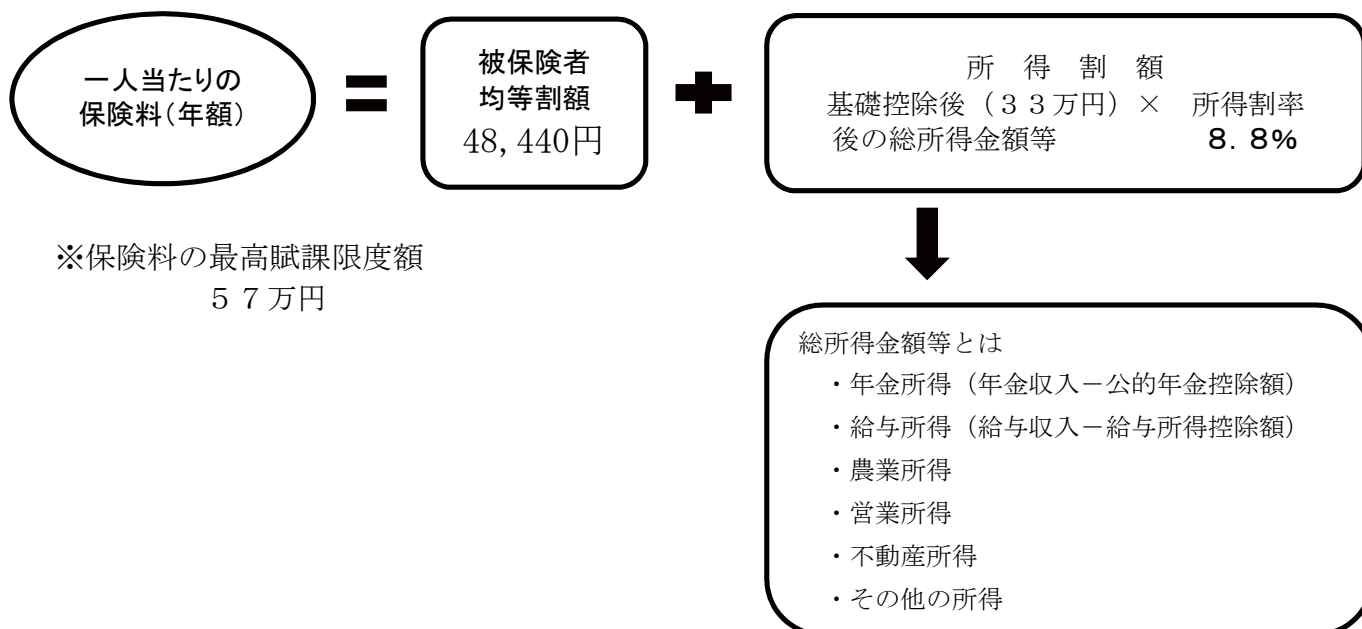 一人当たりの
保険料(年額)
=
被保険者
均等割額
48,440円
+
所 得 割 額
基礎控除後（３３万円）× 所得割率
後の総所得金額等 8.8%
※保険料の最高賦課限度額
５７万円
総所得金額等とは
・年金所得（年金収入－公的年金控除額）
・給与所得（給与収入－給与所得控除額）
・農業所得
・営業所得
・不動産所得
・その他の所得